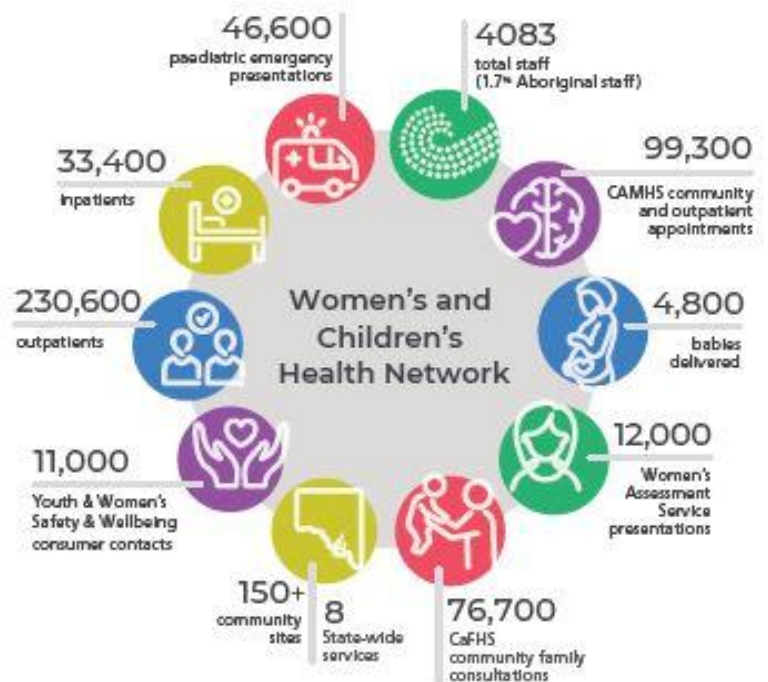 46,600
paediatric emergency
presentations
4083
total staff
(1.7% Aboriginal staff)
99,300
CAMHS community
and outpatient
appointments
4,800
babies
delivered
12,000
Women's
Assessment
Service
presentations
76,700
CaFHS
community family
consultations
8
State-wide
services
150+
community
sites
11,000
Youth & Women's
Safety & Wellbeing
consumer contacts
230,600
outpatients
33,400
Inpatients
Women's and
Children's
Health Network